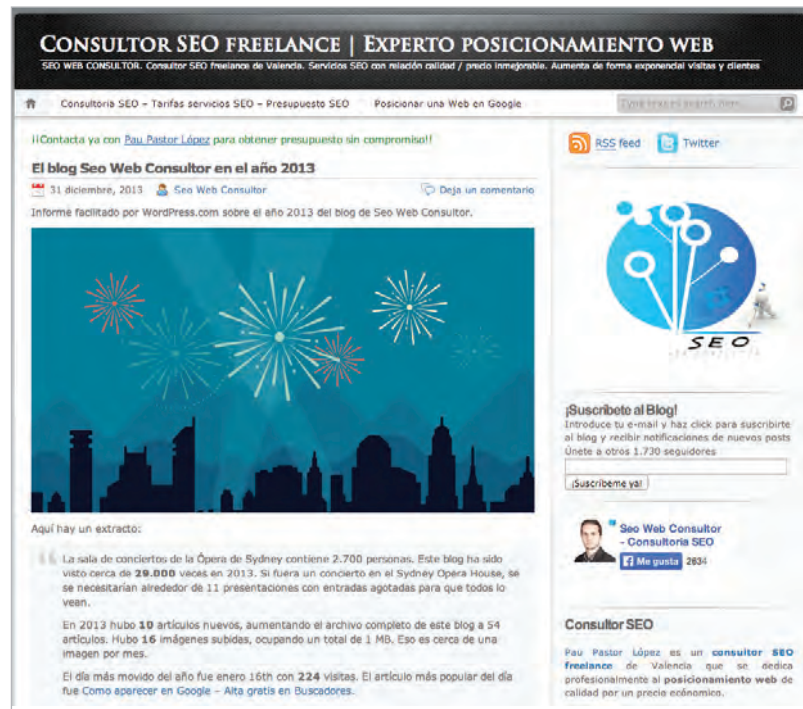 CONSULTOR SEO FREELANCE | EXPERTO POSICIONAMIENTO WEB
SEO WEB CONSULTOR. Consultor SEO freelance de Valencia. Servicios SEO con relación calidad / precio inmejorable. Aumenta de forma exponencial visitas y clientes
Consultoria SEO – Tarifas servicios SEO – Presupuesto SEO Posicionar una Web en Google
¡¡Contacta ya con Pau Pastor López para obtener presupuesto sin compromiso!!
El blog Seo Web Consultor en el año 2013
31 diciembre, 2013 Seo Web Consultor Deja un comentario
Informe facilitado por WordPress.com sobre el año 2013 del blog de Seo Web Consultor.
Aquí hay un extracto:
La sala de conciertos de la Ópera de Sydney contiene 2.700 personas. Este blog ha sido
visto cerca de 29.000 veces en 2013. Si fuera un concierto en el Sydney Opera House, se
se necesitarían alrededor de 11 presentaciones con entradas agotadas para que todos lo
vean.
En 2013 hubo 10 artículos nuevos, aumentando el archivo completo de este blog a 54
artículos. Hubo 16 imágenes subidas, ocupando un total de 1 MB. Eso es cerca de una
imagen por mes.
El día más movido del año fue enero 16th con 224 visitas. El artículo más popular del día
fue Como aparecer en Google – Alta gratis en Buscadores.
RSS feed Twitter
SEO
¡Suscríbete al Blog!
Introduce tu e-mail y haz click para suscribirte
al blog y recibir notificaciones de nuevos posts
Únete a otros 1.730 seguidores
¡Suscríbeme ya!
Seo Web Consultor
- Consultoria SEO
Me gusta 2634
Consultor SEO
Pau Pastor López es un consultor SEO
freelance de Valencia que se dedica
profesionalmente al posicionamiento web de
calidad por un precio económico.